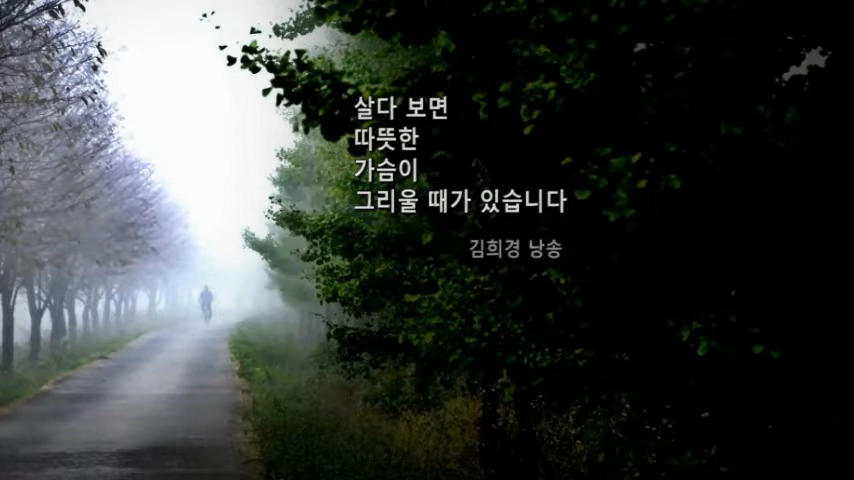 살다 보면
따뜻한
가슴이
그리울 때가 있습니다
김희경 낭송